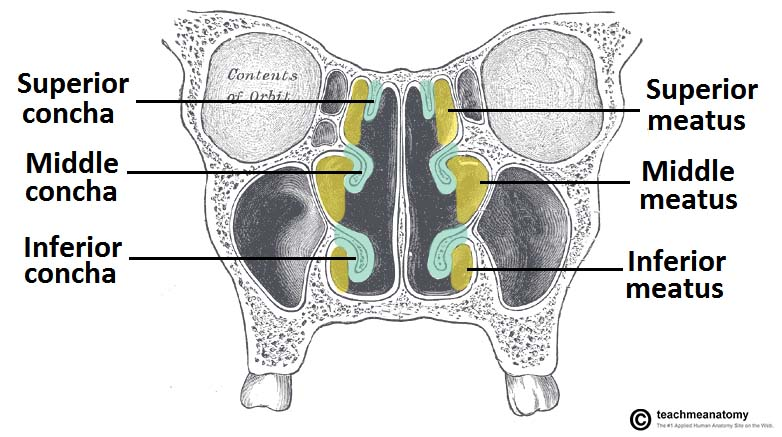 Superior
concha
Middle
concha
Inferior
concha
Contents
of Orbit
Superior
meatus
Middle
meatus
Inferior
meatus
© teachmeanatomy
The #1 Applied Human Anatomy Site on the Web.